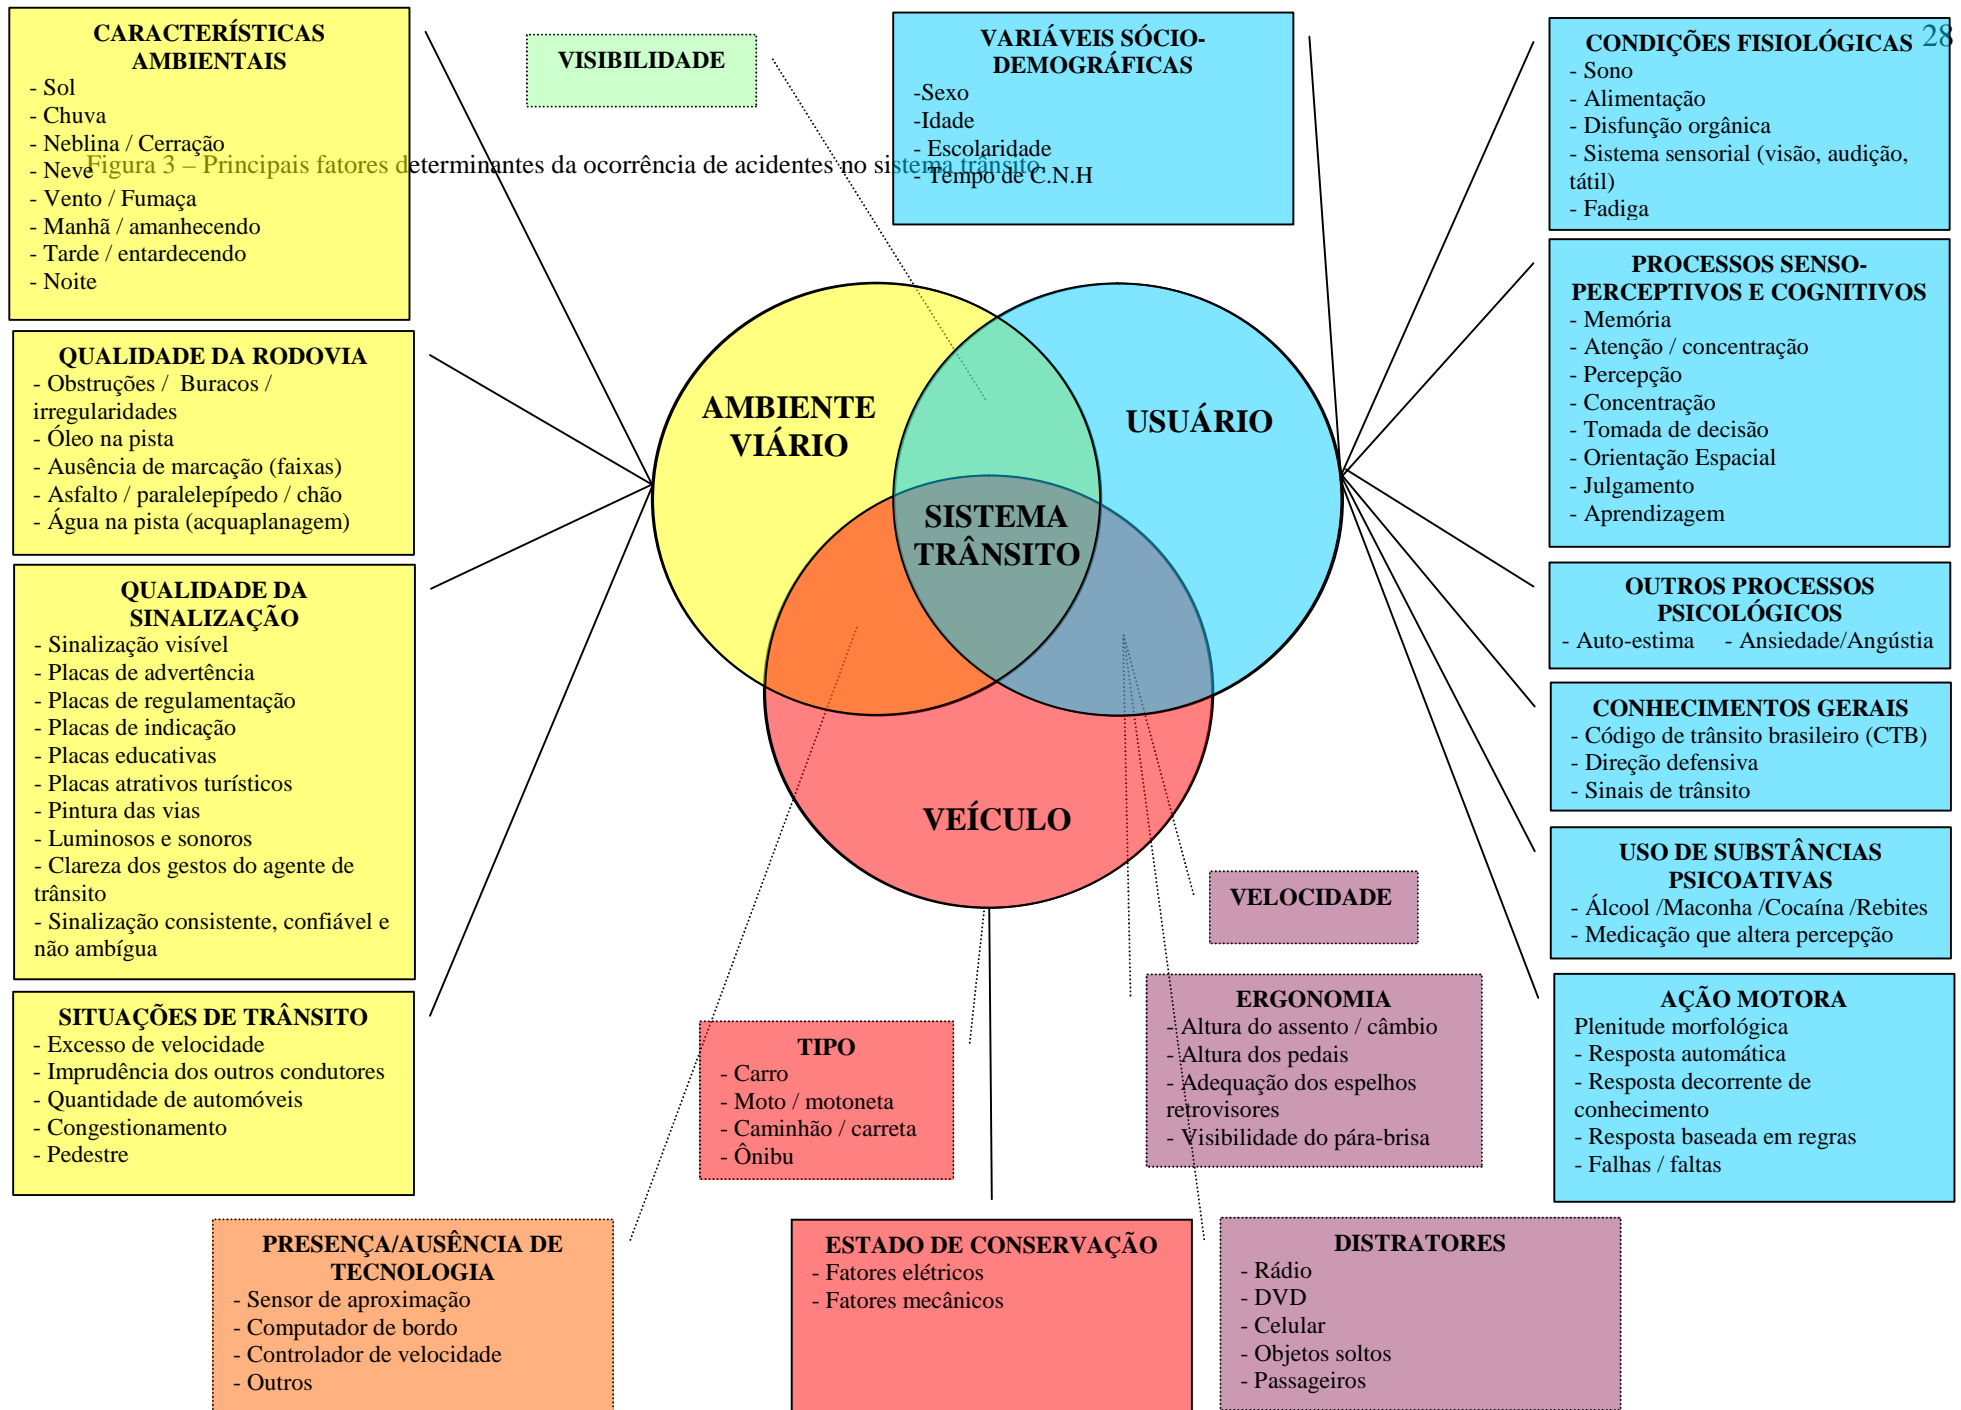 28
CARACTERÍSTICAS
AMBIENTAIS
- Sol
- Chuva
- Neblina / Cerração
- Neve
- Vento / Fumaça
- Manhã / amanhecendo
- Tarde / entardecendo
- Noite
VISIBILIDADE
VARIÁVEIS SÓCIO-
DEMOGRÁFICAS
-Sexo
-Idade
- Escolaridade
- Tempo de C.N.H
Figura 3 – Principais fatores determinantes da ocorrência de acidentes no sistema trânsito.
CONDIÇÕES FISIOLÓGICAS
- Sono
- Alimentação
- Disfunção orgânica
- Sistema sensorial (visão, audição,
tátil)
- Fadiga
QUALIDADE DA RODOVIA
- Obstruções / Buracos /
irregularidades
- Óleo na pista
- Ausência de marcação (faixas)
- Asfalto / paralelepípedo / chão
- Água na pista (acquaplanagem)
AMBIENTE
VIÁRIO
USUÁRIO
SISTEMA
TRÂNSITO
VEÍCULO
PROCESSOS SENSO-
PERCEPTIVOS E COGNITIVOS
- Memória
- Atenção / concentração
- Percepção
- Concentração
- Tomada de decisão
- Orientação Espacial
- Julgamento
- Aprendizagem
QUALIDADE DA
SINALIZAÇÃO
- Sinalização visível
- Placas de advertência
- Placas de regulamentação
- Placas de indicação
- Placas educativas
- Placas atrativos turísticos
- Pintura das vias
- Luminosos e sonoros
- Clareza dos gestos do agente de
trânsito
- Sinalização consistente, confiável e
não ambígua
OUTROS PROCESSOS
PSICOLÓGICOS
- Auto-estima - Ansiedade/Angústia
CONHECIMENTOS GERAIS
- Código de trânsito brasileiro (CTB)
- Direção defensiva
- Sinais de trânsito
USO DE SUBSTÂNCIAS
PSICOATIVAS
- Álcool /Maconha /Cocaína /Rebites
- Medicação que altera percepção
VELOCIDADE
SITUAÇÕES DE TRÂNSITO
- Excesso de velocidade
- Imprudência dos outros condutores
- Quantidade de automóveis
- Congestionamento
- Pedestre
TIPO
- Carro
- Moto / motoneta
- Caminhão / carreta
- Ônibu
ERGONOMIA
- Altura do assento / câmbio
- Altura dos pedais
- Adequação dos espelhos
retrovisores
- Visibilidade do pára-brisa
AÇÃO MOTORA
Plenitude morfológica
- Resposta automática
- Resposta decorrente de
conhecimento
- Resposta baseada em regras
- Falhas / faltas
PRESENÇA/AUSÊNCIA DE
TECNOLOGIA
- Sensor de aproximação
- Computador de bordo
- Controlador de velocidade
- Outros
ESTADO DE CONSERVAÇÃO
- Fatores elétricos
- Fatores mecânicos
DISTRATORES
- Rádio
- DVD
- Celular
- Objetos soltos
- Passageiros